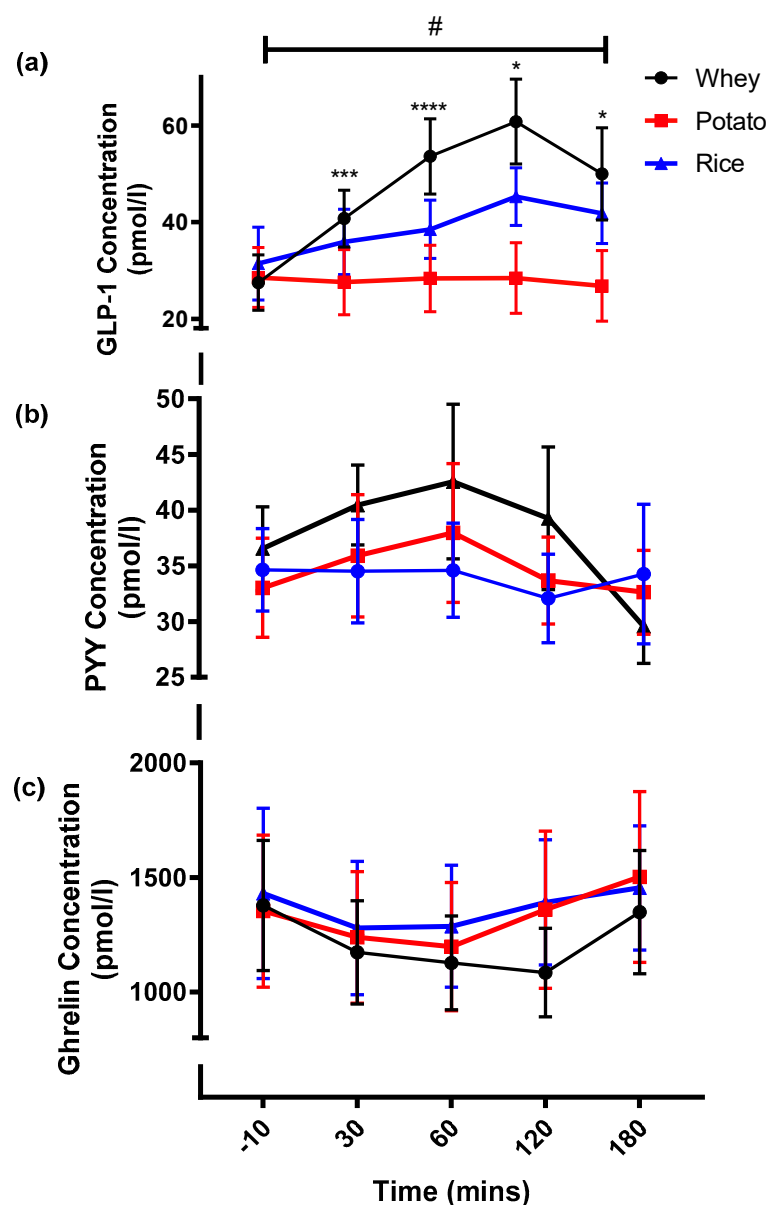 #
(a)
GLP-1 Concentration
(pmol/l)
60
40
20
***
****
*
*
Whey
Potato
Rice
(b)
PYY Concentration
(pmol/l)
50
45
40
35
30
25
(c)
Ghrelin Concentration
(pmol/l)
2000
1500
1000
-10 30 60 120 180
Time (mins)